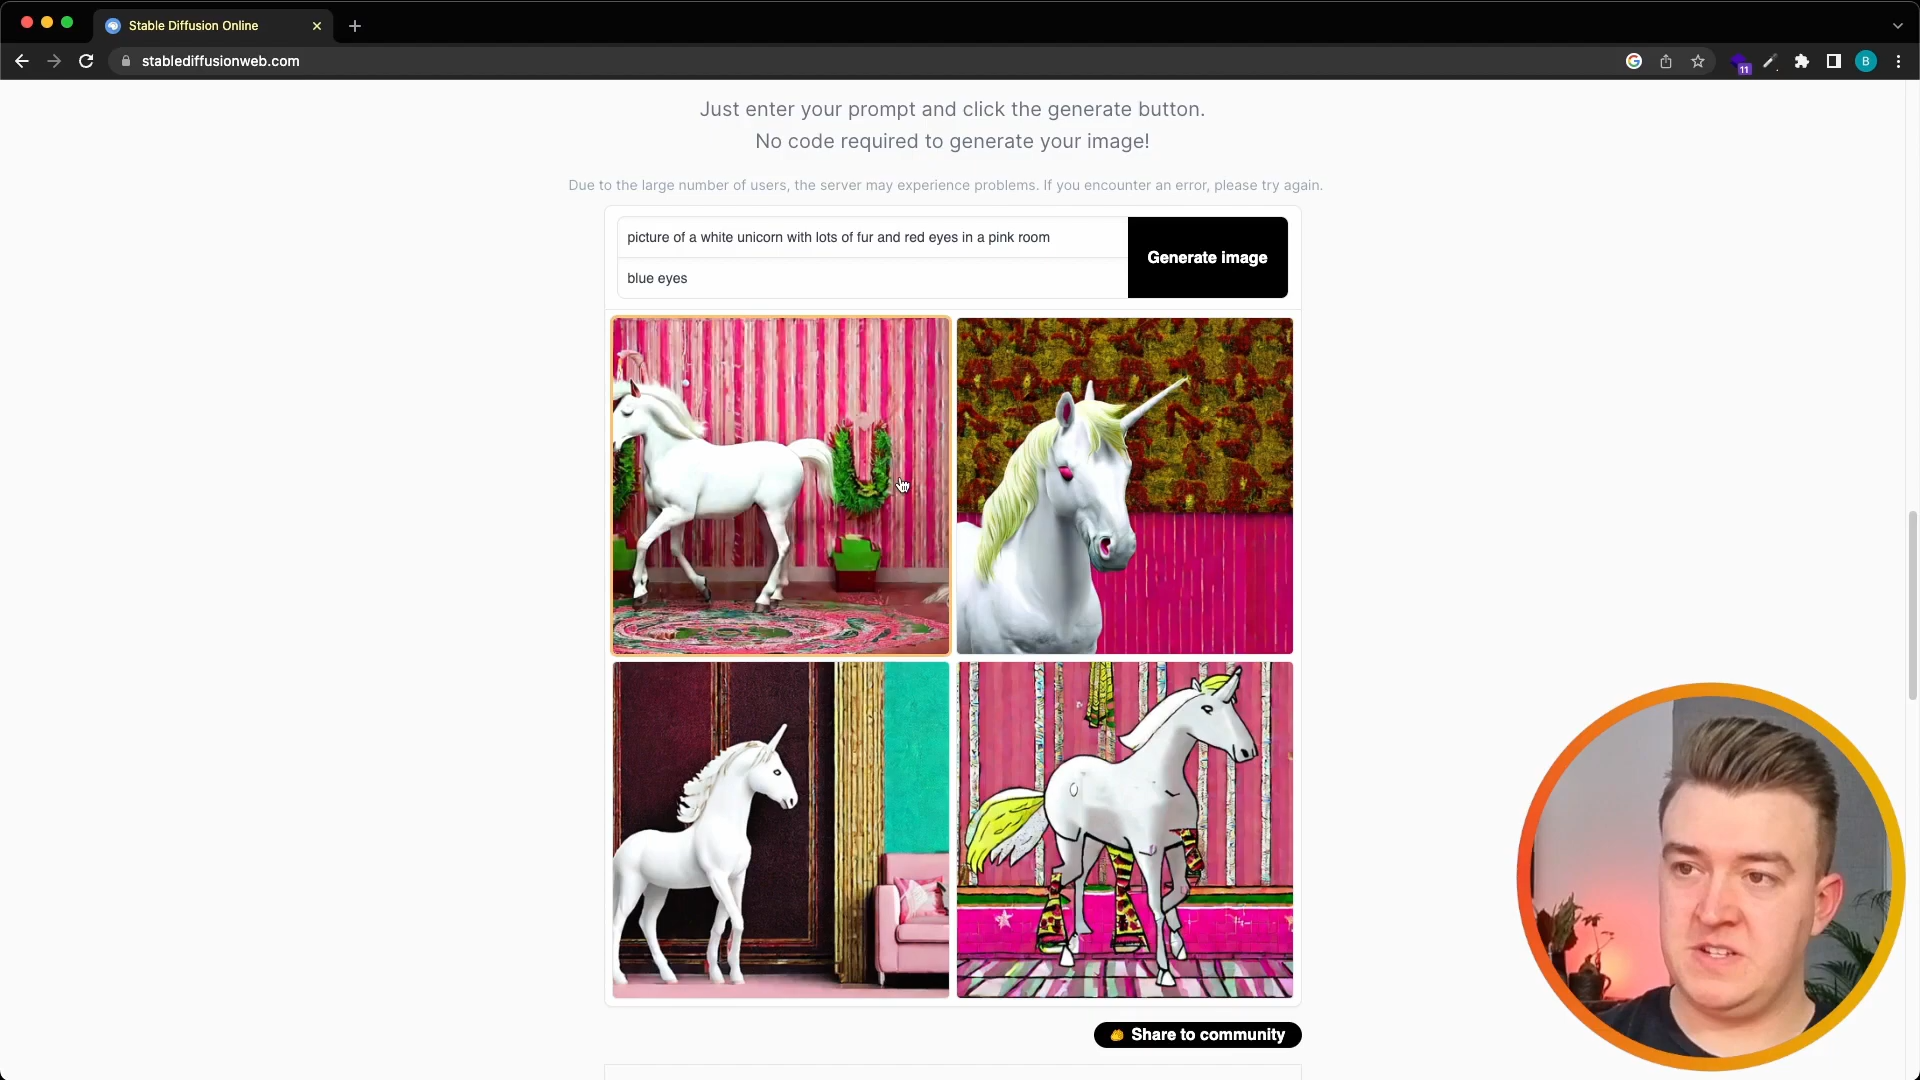 Stable Diffusion Online
stablediffusionweb.com
11
B
Just enter your prompt and click the generate button.
No code required to generate your image!
Due to the large number of users, the server may experience problems. If you encounter an error, please try again.
picture of a white unicorn with lots of fur and red eyes in a pink room
blue eyes
Generate image
Share to community